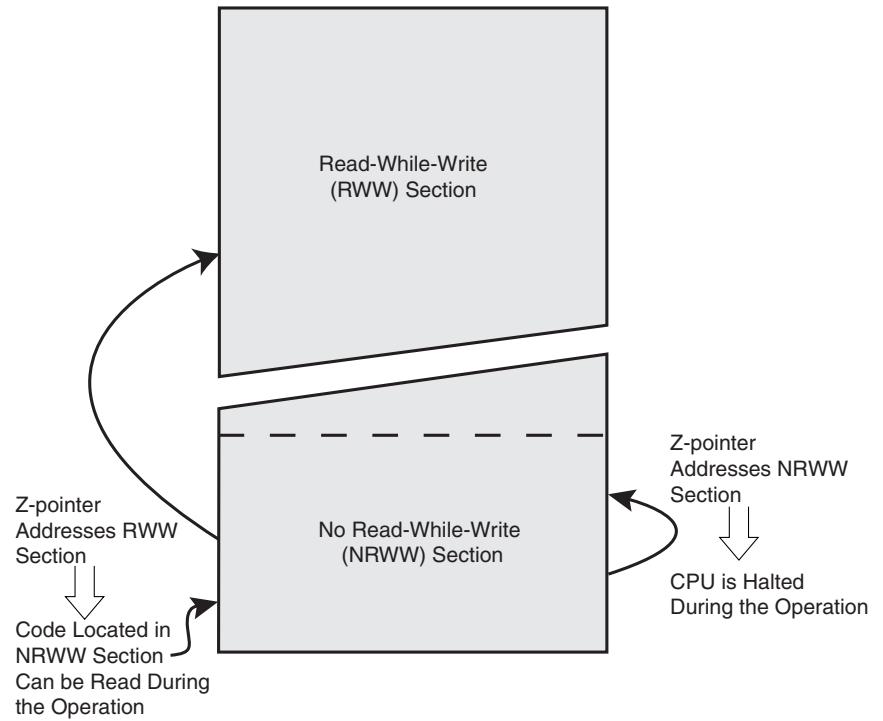 Read-While-Write
(RWW) Section
Z-pointer
Addresses NRWW
Section
Z-pointer
Addresses RWW
Section
No Read-While-Write
(NRWW) Section
CPU is Halted
During the Operation
Code Located in
NRWW Section
Can be Read During
the Operation